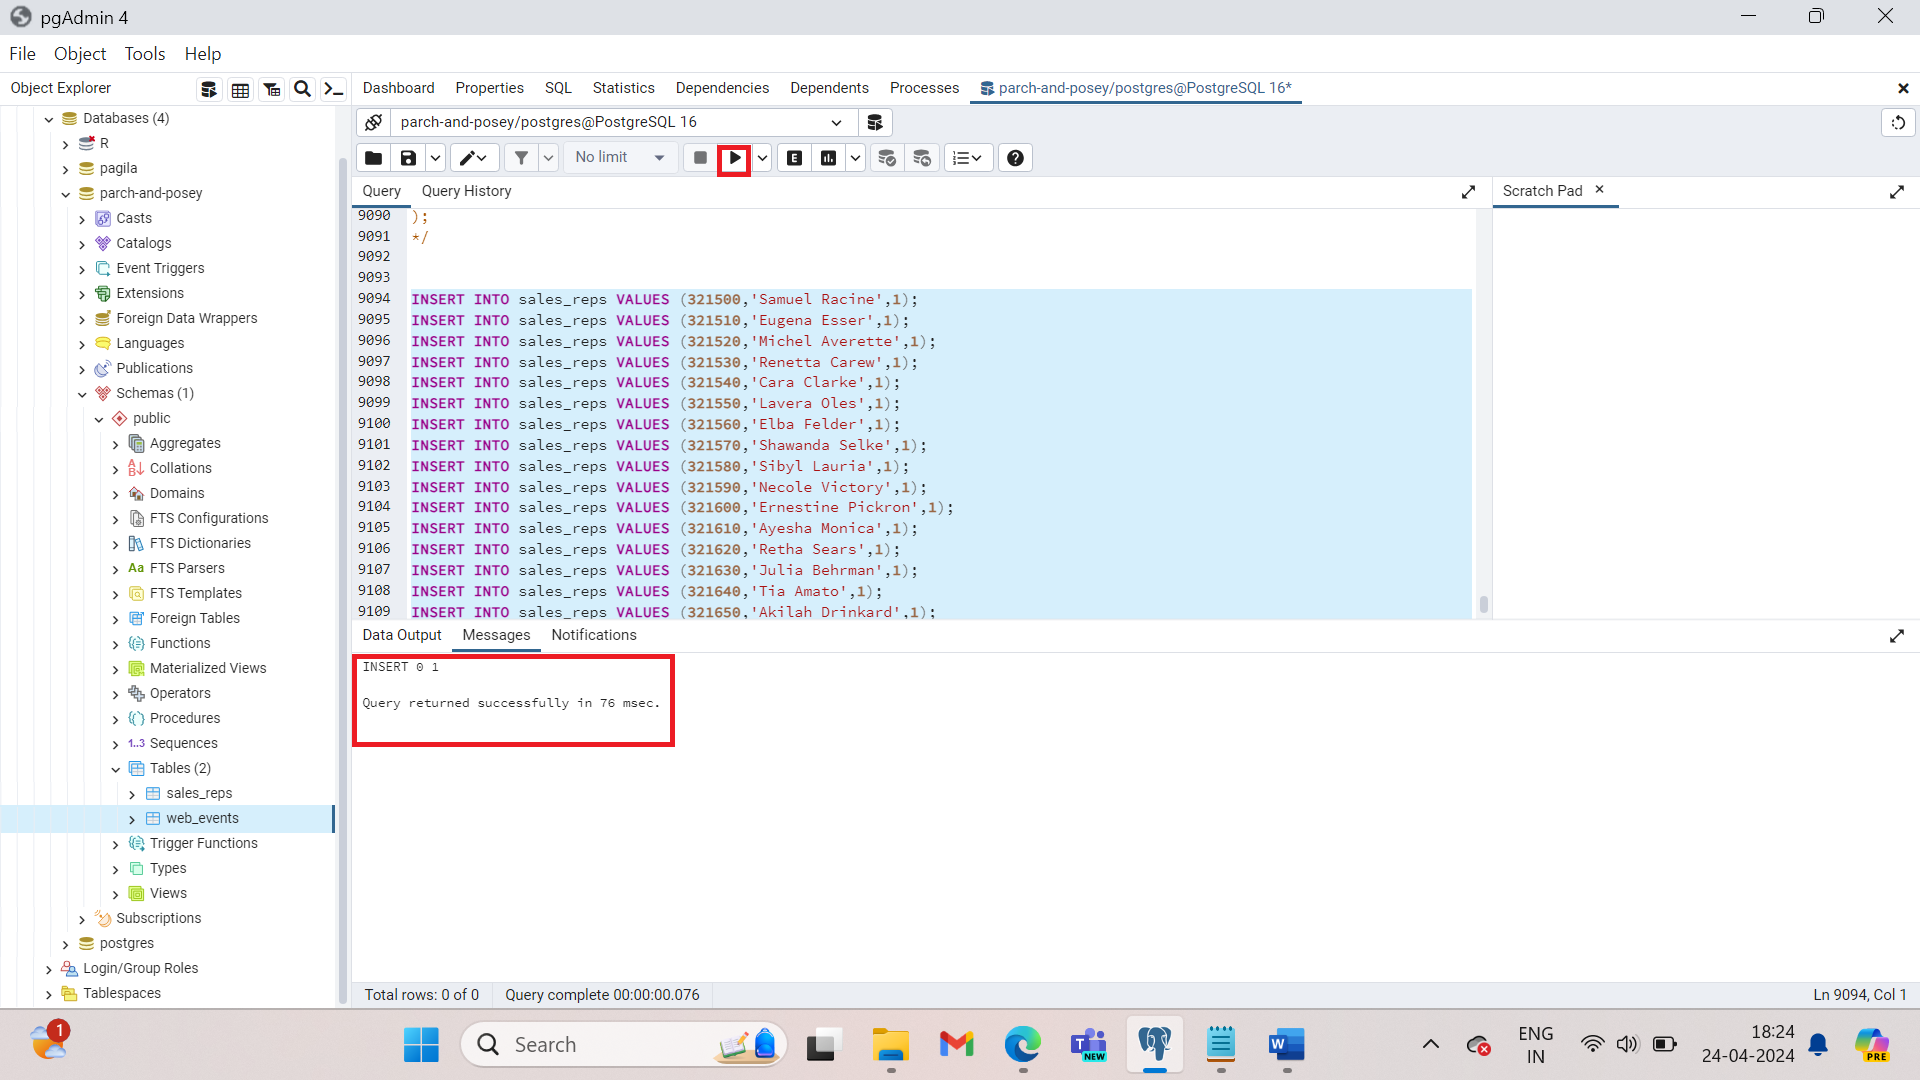 pgAdmin 4
File Object Tools Help
Object Explorer
Dashboard Properties SQL Statistics Dependencies Dependents Processes parch-and-posey/postgres@PostgreSQL 16*
parch-and-posey/postgres@PostgreSQL 16
No limit
E
Query Query History
Scratch Pad
Databases (4)
R
pagila
parch-and-posey
Casts
Catalogs
Event Triggers
Extensions
Foreign Data Wrappers
Languages
Publications
Schemas (1)
public
Aggregates
Collations
Domains
FTS Configurations
FTS Dictionaries
Aa FTS Parsers
FTS Templates
Foreign Tables
Functions
Materialized Views
Operators
Procedures
1..3 Sequences
Tables (2)
sales_reps
web_events
Trigger Functions
Types
Views
Subscriptions
postgres
Login/Group Roles
Tablespaces
9090 );
9091 */
9092
9093
9094 INSERT INTO sales_reps VALUES (321500,'Samuel Racine',1);
9095 INSERT INTO sales_reps VALUES (321510,'Eugena Esser',1);
9096 INSERT INTO sales_reps VALUES (321520,'Michel Averette',1);
9097 INSERT INTO sales_reps VALUES (321530,'Renetta Carew',1);
9098 INSERT INTO sales_reps VALUES (321540,'Cara Clarke',1);
9099 INSERT INTO sales_reps VALUES (321550,'Lavera Oles',1);
9100 INSERT INTO sales_reps VALUES (321560,'Elba Felder',1);
9101 INSERT INTO sales_reps VALUES (321570,'Shawanda Selke',1);
9102 INSERT INTO sales_reps VALUES (321580,'Sibyl Lauria',1);
9103 INSERT INTO sales_reps VALUES (321590,'Necole Victory',1);
9104 INSERT INTO sales_reps VALUES (321600,'Ernestine Pickron',1);
9105 INSERT INTO sales_reps VALUES (321610,'Ayesha Monica',1);
9106 INSERT INTO sales_reps VALUES (321620,'Retha Sears',1);
9107 INSERT INTO sales_reps VALUES (321630,'Julia Behrman',1);
9108 INSERT INTO sales_reps VALUES (321640,'Tia Amato',1);
9109 INSERT INTO sales_reps VALUES (321650,'Akilah Drinkard',1);
Data Output Messages Notifications
INSERT 0 1
Query returned successfully in 76 msec.
Total rows: 0 of 0 Query complete 00:00:00.076 Ln 9094, Col 1
1
Search
T
NEW
W
ENG
IN
18:24
24-04-2024
PRE